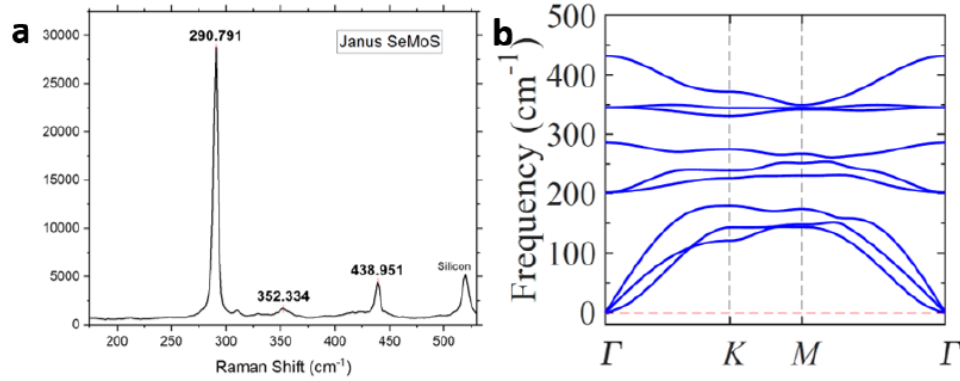 a
30000
25000
20000
15000
10000
5000
0
290.791
Janus SeMoS
352.334
438.951
Silicon
200 250 300 350 400 450 500
Raman Shift (cm-1)
b
500
400
300
200
100
0
Frequency (cm-1)
Γ K M Γ